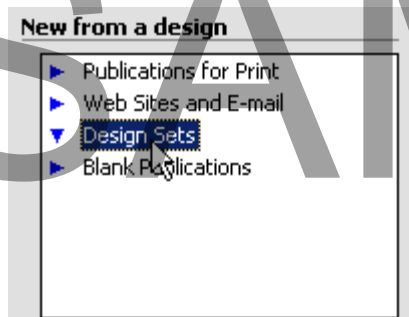 New from a design
Publications for Print
Web Sites and E-mail
Design Sets
Blank Publications